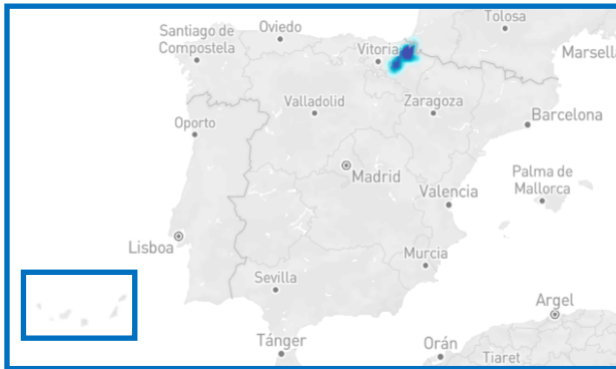 Tolosa
Santiago de
Compostela
Oviedo
Vitoria
Marsella
Valladolid
Zaragoza
Oporto
Barcelona
Madrid
Palma de
Mallorca
Valencia
Lisboa
Murcia
Sevilla
Argel
Tánger
Orán
Tiaret